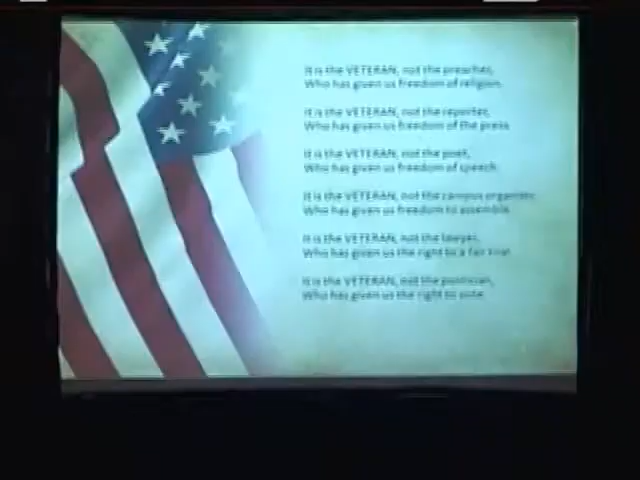 It is the VETERAN, not the preacher,
Who has given us freedom of religion.
It is the VETERAN, not the reporter,
Who has given us freedom of the press.
It is the VETERAN, not the poet,
Who has given us freedom of speech.
It is the VETERAN, not the campus organizer,
Who has given us freedom to assemble.
It is the VETERAN, not the lawyer,
Who has given us the right to a fair trial.
It is the VETERAN, not the politician,
Who has given us the right to vote.